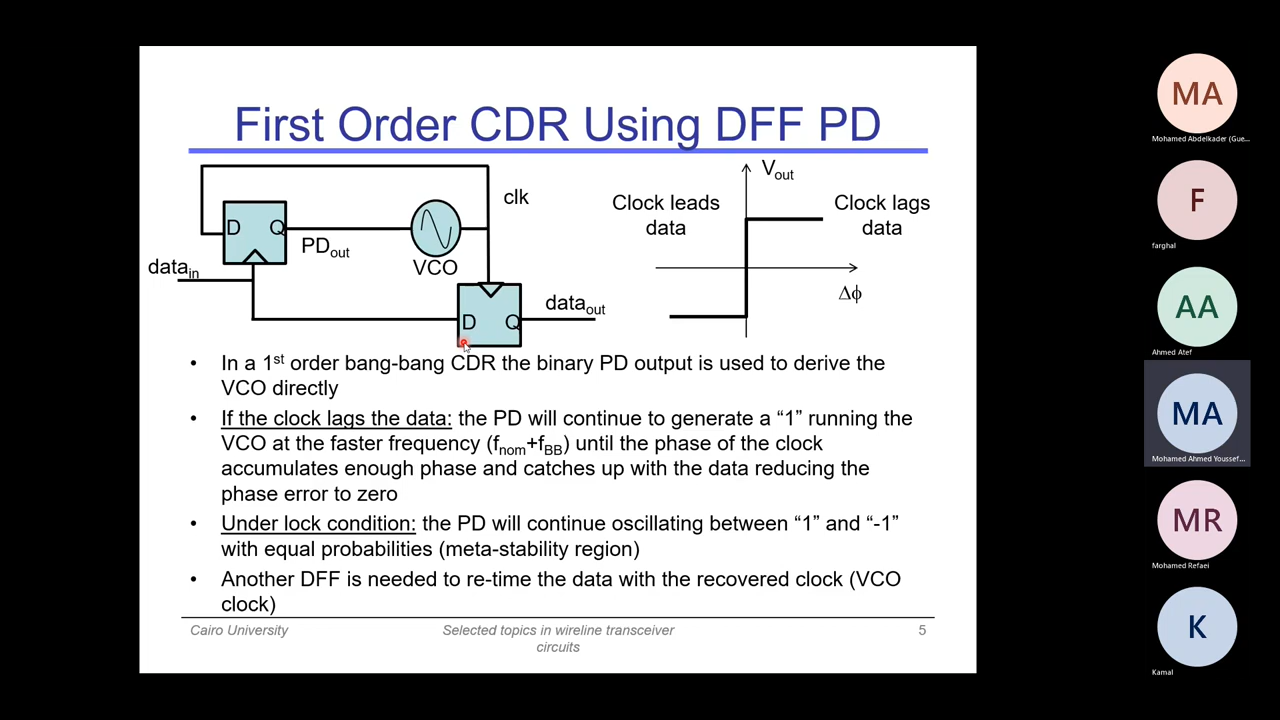 First Order CDR Using DFF PD
D
Q
PDout
VCO
clk
datain
D
Q
dataout
Vout
Clock leads
data
Clock lags
data
Δϕ
• In a 1st order bang-bang CDR the binary PD output is used to derive the
VCO directly
• If the clock lags the data: the PD will continue to generate a “1” running the
VCO at the faster frequency (fnom+fBB) until the phase of the clock
accumulates enough phase and catches up with the data reducing the
phase error to zero
• Under lock condition: the PD will continue oscillating between “1” and “-1”
with equal probabilities (meta-stability region)
• Another DFF is needed to re-time the data with the recovered clock (VCO
clock)
Cairo University
Selected topics in wireline transceiver
circuits
5
MA
Mohamed Abdelkader (Gue...
F
farghal
AA
Ahmed Atef
MA
Mohamed Ahmed Youssef...
MR
Mohamed Refaei
K
Kamal